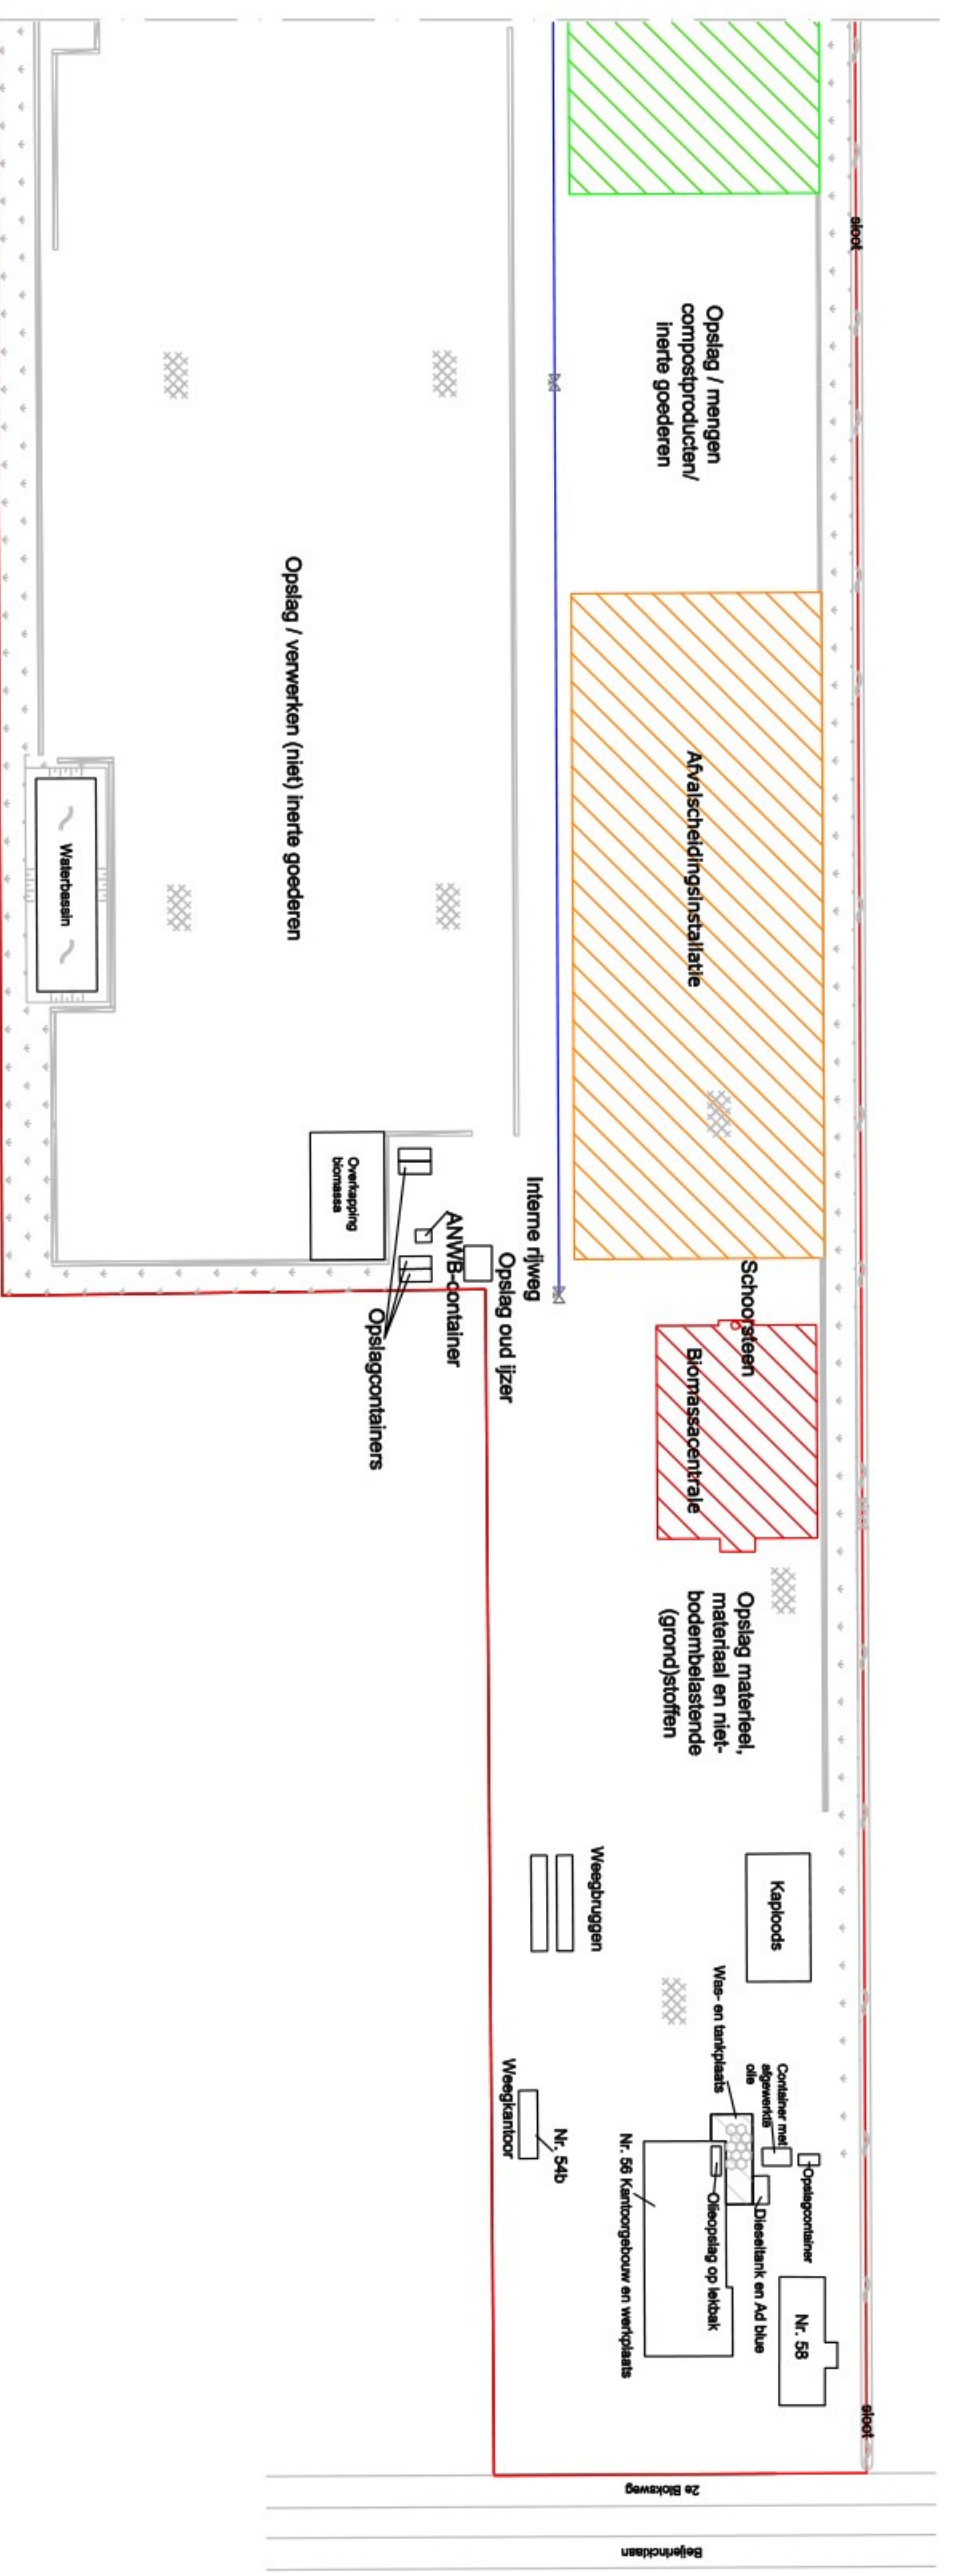 sloot
Opslag / mengen
compostproducten/
inerte goederen
Opslag / verwerken (niet) inerte goederen
Afvalscheidingsinstallatie
Waterbassin
Overkapping
biomassa
Interne rijweg
ANWB-container
Opslag oud ijzer
Opslagcontainers
Schoorsteen
Biomassacentrale
Opslag materieel,
materiaal en niet-
bodembelastende
(grond)stoffen
Weegbruggen
Kaploods
Was- en tankplaats
Container met
afgewerkte
olie
Opslagcontainer
Weegkantoor
Nr. 54b
Nr. 56 Kantoorgebouw en werkplaats
Olieopslag op lekbak
Dieseltank en Ad blue
Nr. 58
sloot
2e Bloksweg
Beijerincklaan